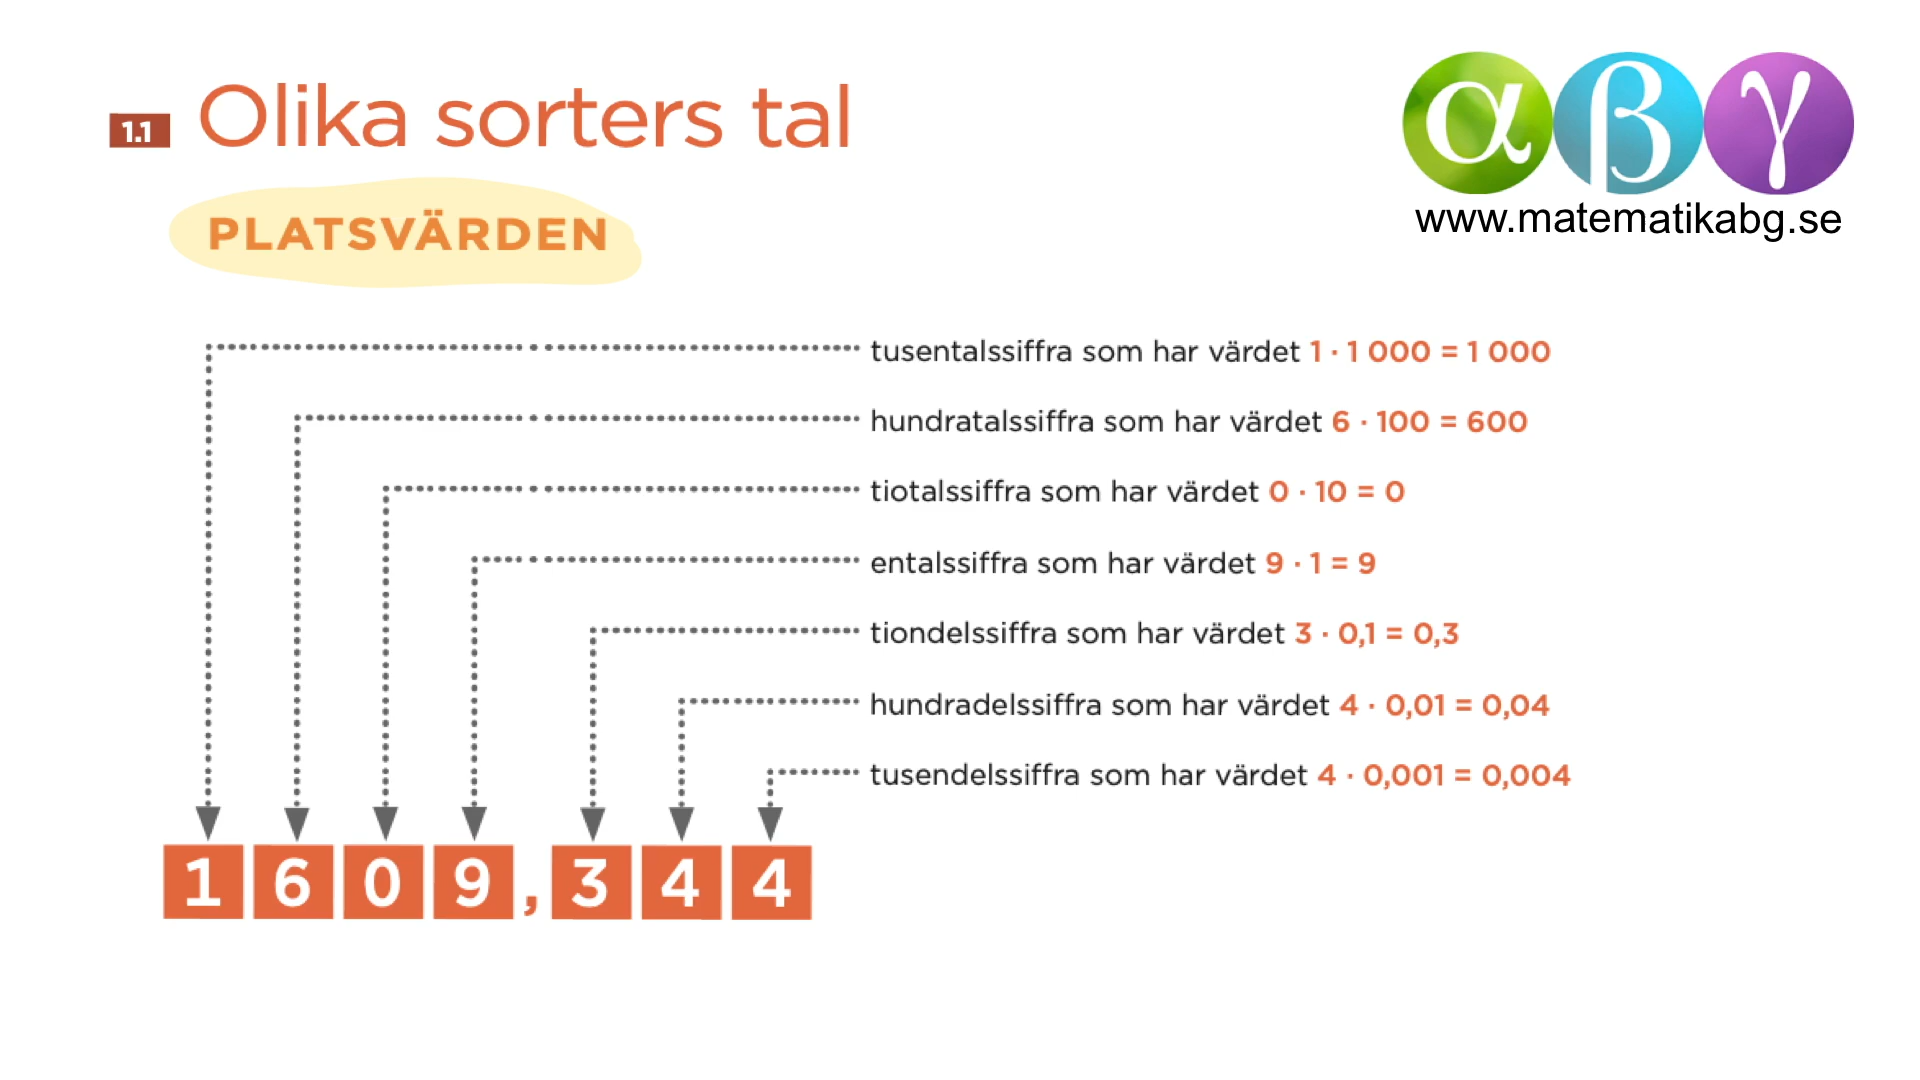 1.1 Olika sorters tal
α β γ
www.matematikabg.se
PLATSVÄRDEN
tusentalssiffra som har värdet 1 · 1 000 = 1 000
hundratalssiffra som har värdet 6 · 100 = 600
tiotalssiffra som har värdet 0 · 10 = 0
entalssiffra som har värdet 9 · 1 = 9
tiondelssiffra som har värdet 3 · 0,1 = 0,3
hundradelssiffra som har värdet 4 · 0,01 = 0,04
tusendelssiffra som har värdet 4 · 0,001 = 0,004
1 6 0 9 , 3 4 4